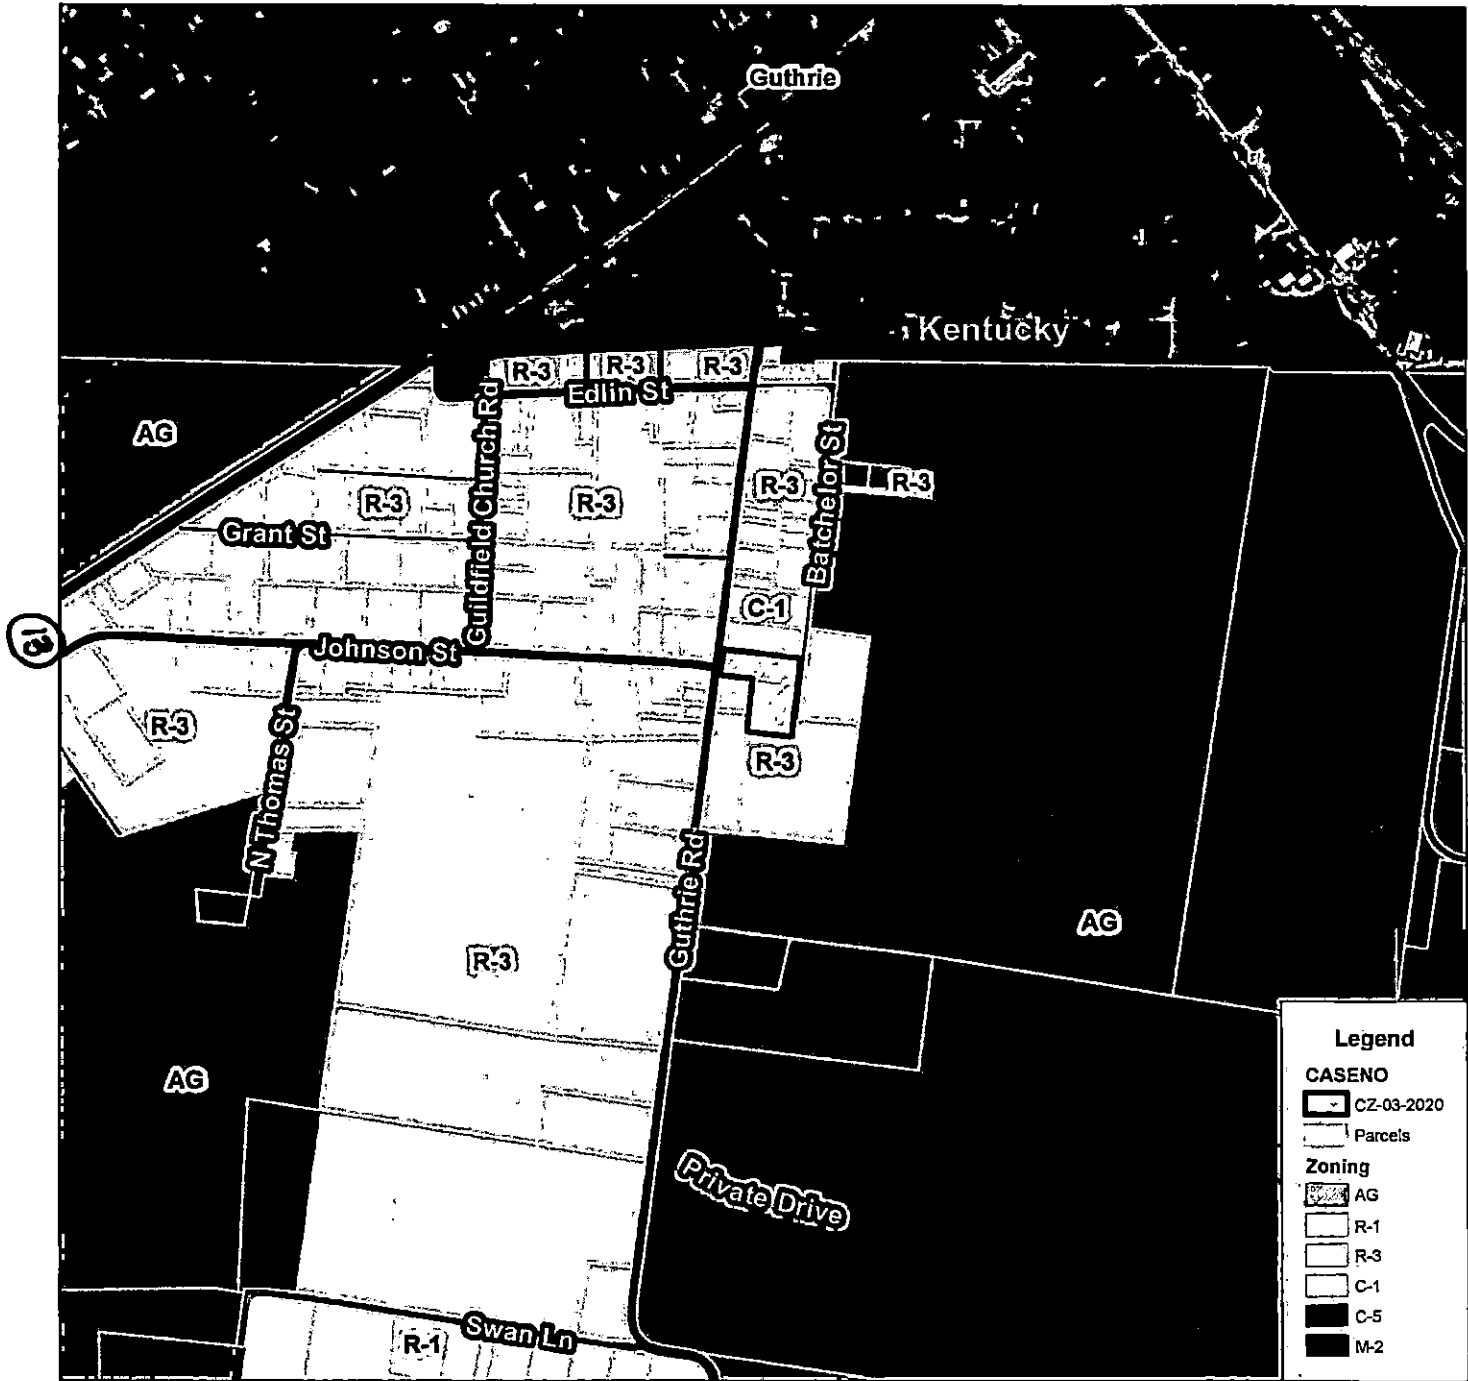 Guthrie
Kentucky
R-3
R-3
R-3
Edlin St
AG
Guildfield Church Rd
Batchelor St
R-3
R-3
R-3
R-3
Grant St
C-1
Johnson St
R-3
N Thomas St
R-3
Guthrie Rd
AG
R-3
AG
Private Drive
Swan Ln
R-1
Legend
CASENO
CZ-03-2020
Parcels
Zoning
AG
R-1
R-3
C-1
C-5
M-2